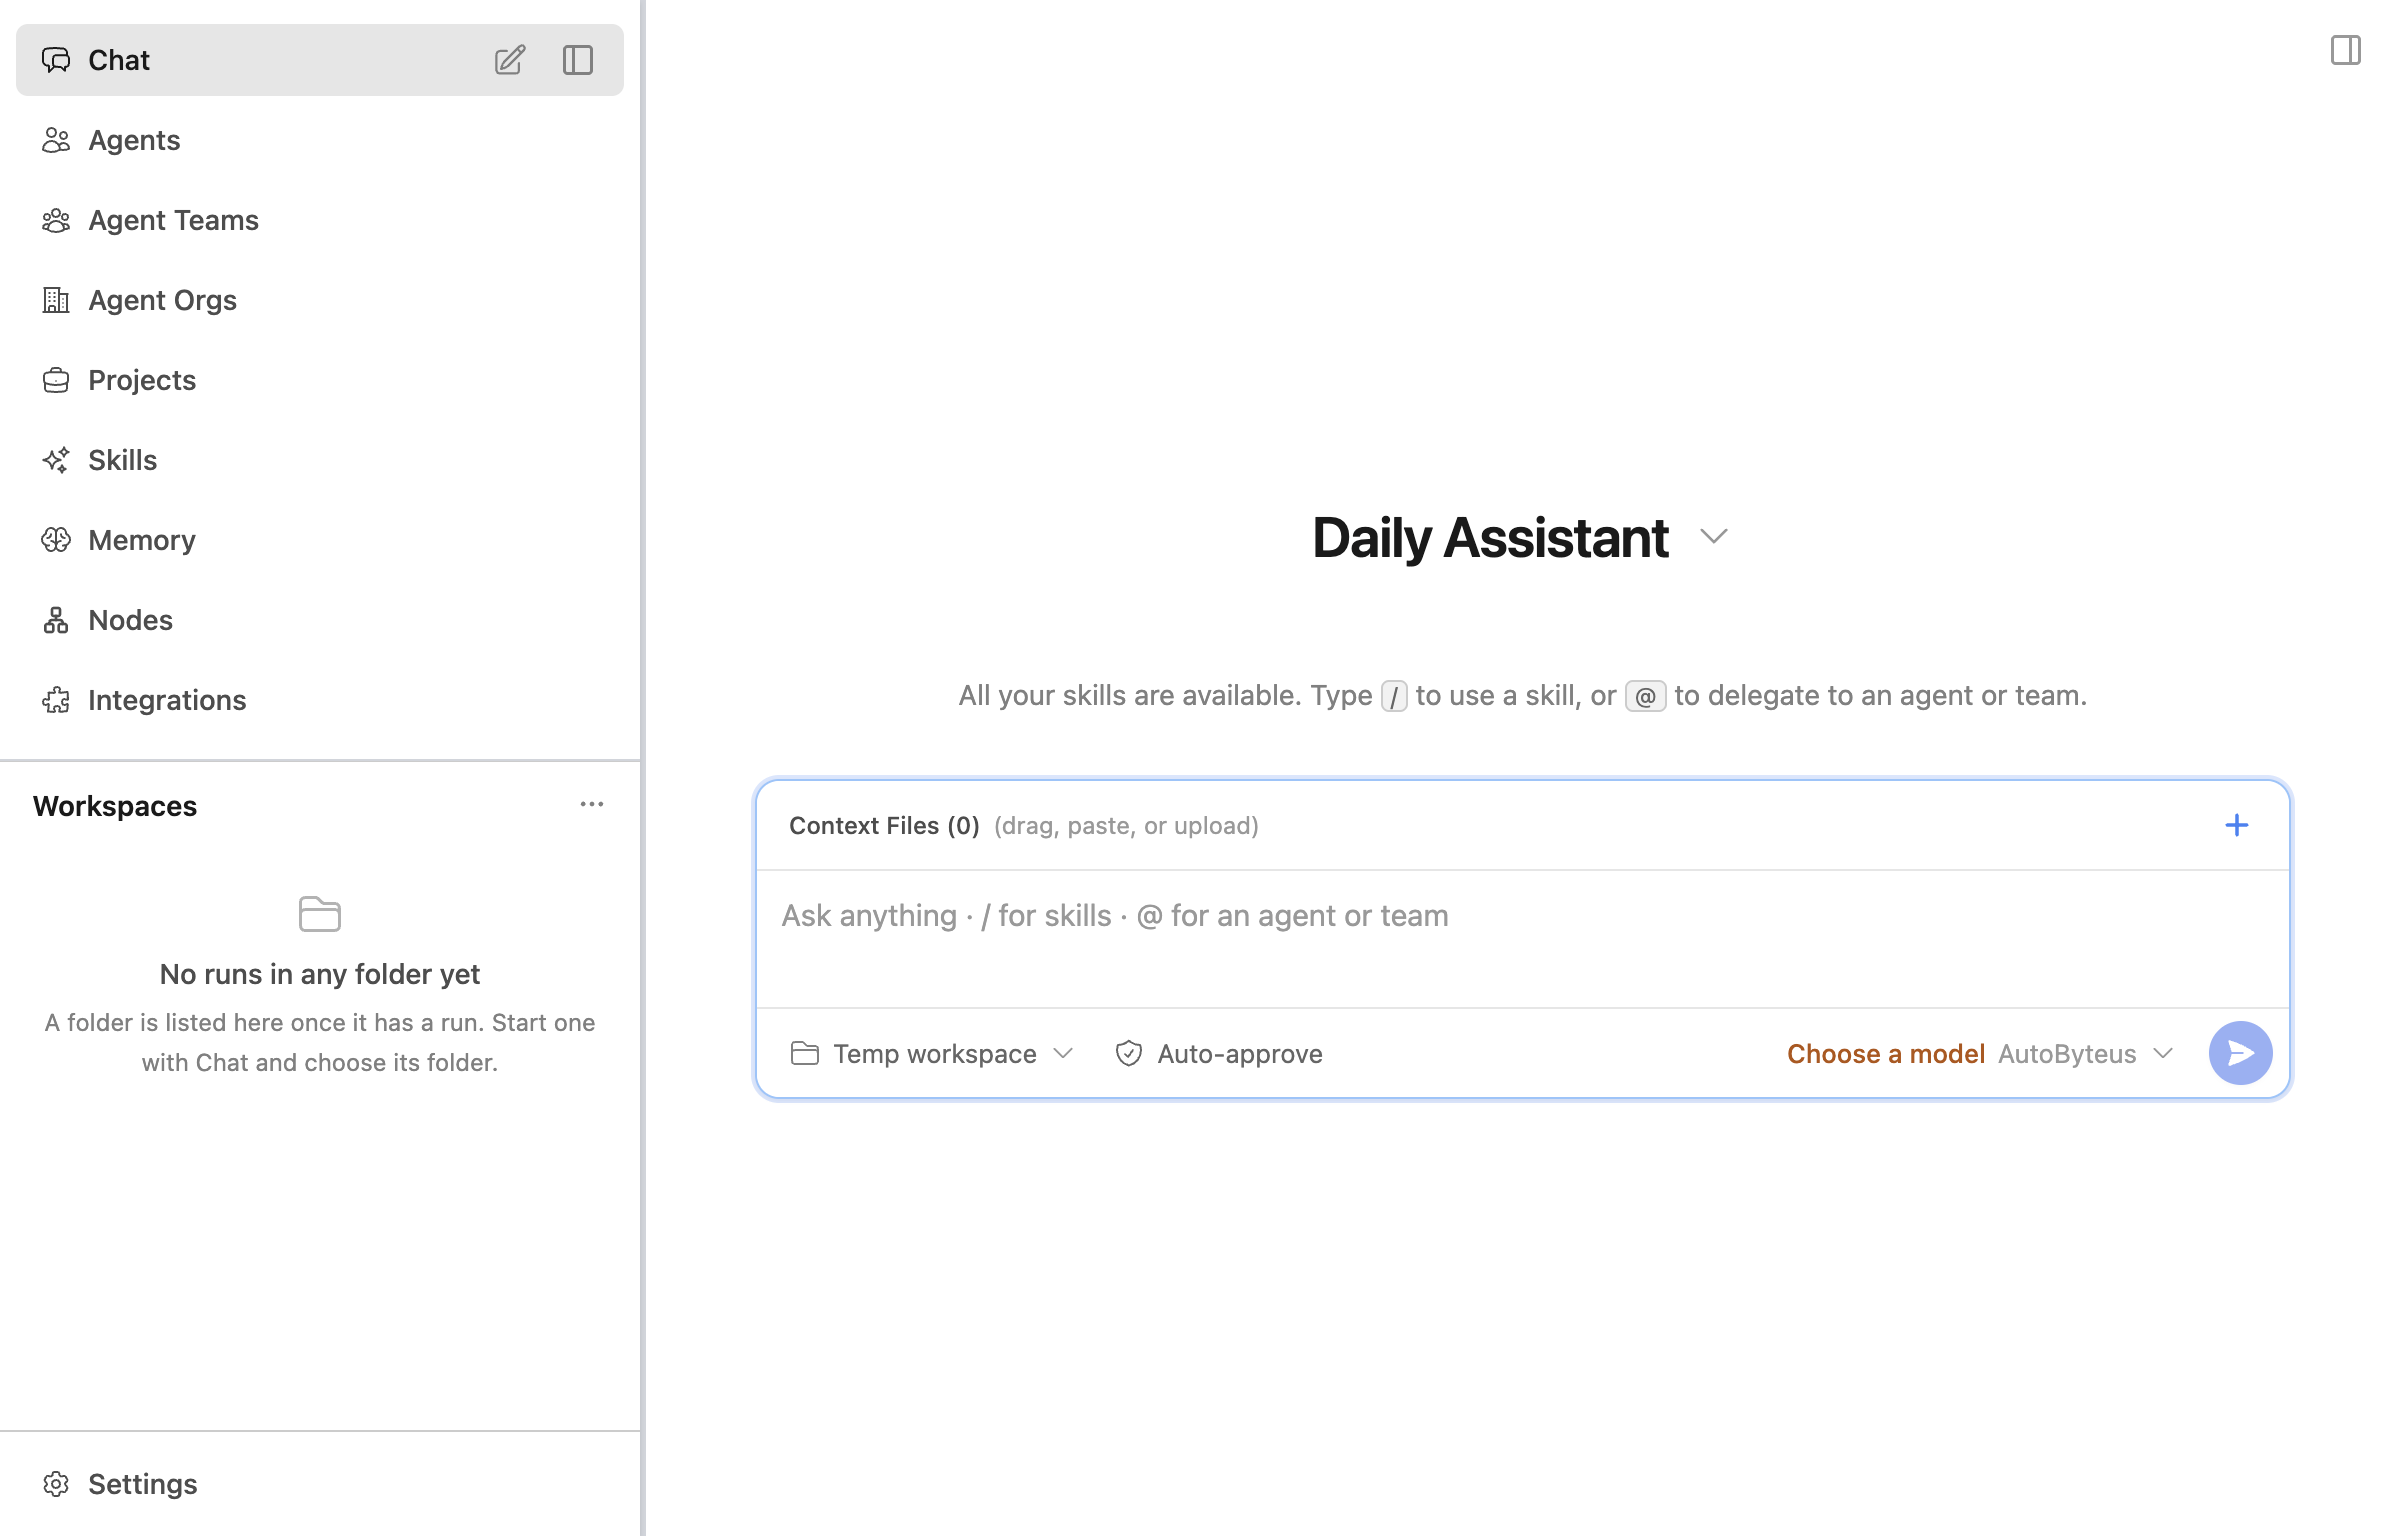 Chat
Agents
Agent Teams
Agent Orgs
Projects
Skills
Memory
Nodes
Integrations
Workspaces
No runs in any folder yet
A folder is listed here once it has a run. Start one
with Chat and choose its folder.
Settings
Daily Assistant
All your skills are available. Type / to use a skill, or @ to delegate to an agent or team.
Context Files (0) (drag, paste, or upload)
Ask anything · / for skills · @ for an agent or team
Temp workspace Auto-approve Choose a model AutoByteus